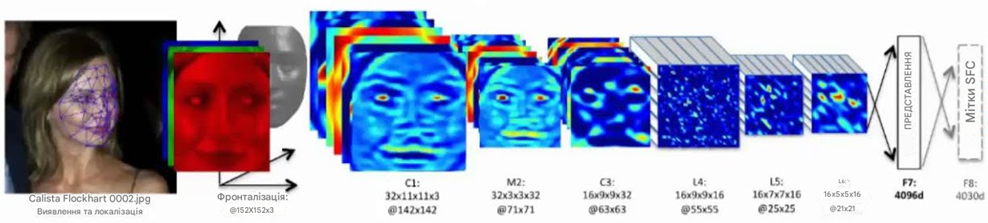 Calista Flockhart 0002.jpg
Виявлення та локалізація
Фронталізація:
@152X152x3
C1:
32x11x11x3
@142x142
M2:
32x3x3x32
@71x71
C3:
16x9x9x32
@63x63
L4:
16x9x9x16
@55x55
L5:
16x7x7x16
@25x25
16x5x5x16
@21x21
ПРЕДСТАВЛЕННЯ
F7:
4096d
Мітки SFC
F8:
4030d